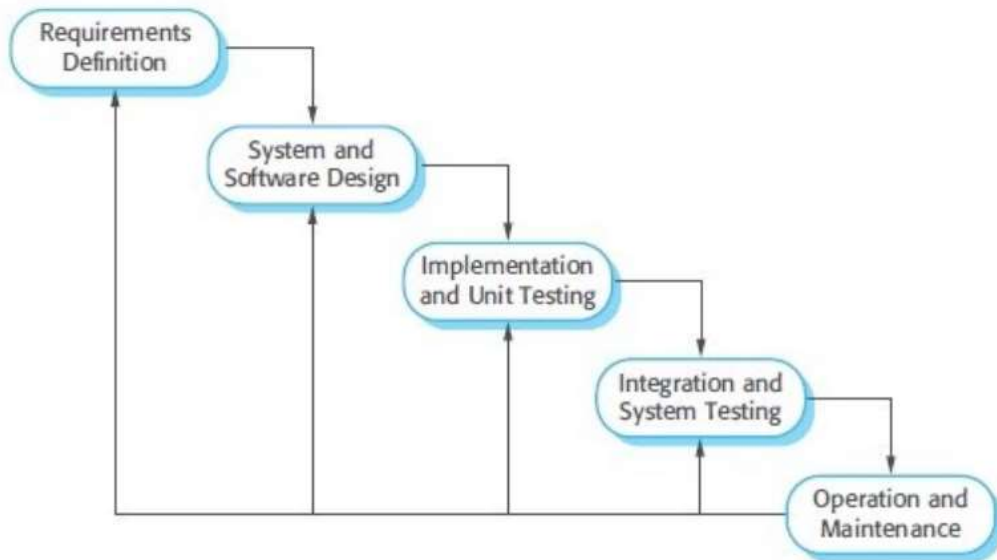 Requirements
Definition
System and
Software Design
Implementation
and Unit Testing
Integration and
System Testing
Operation and
Maintenance